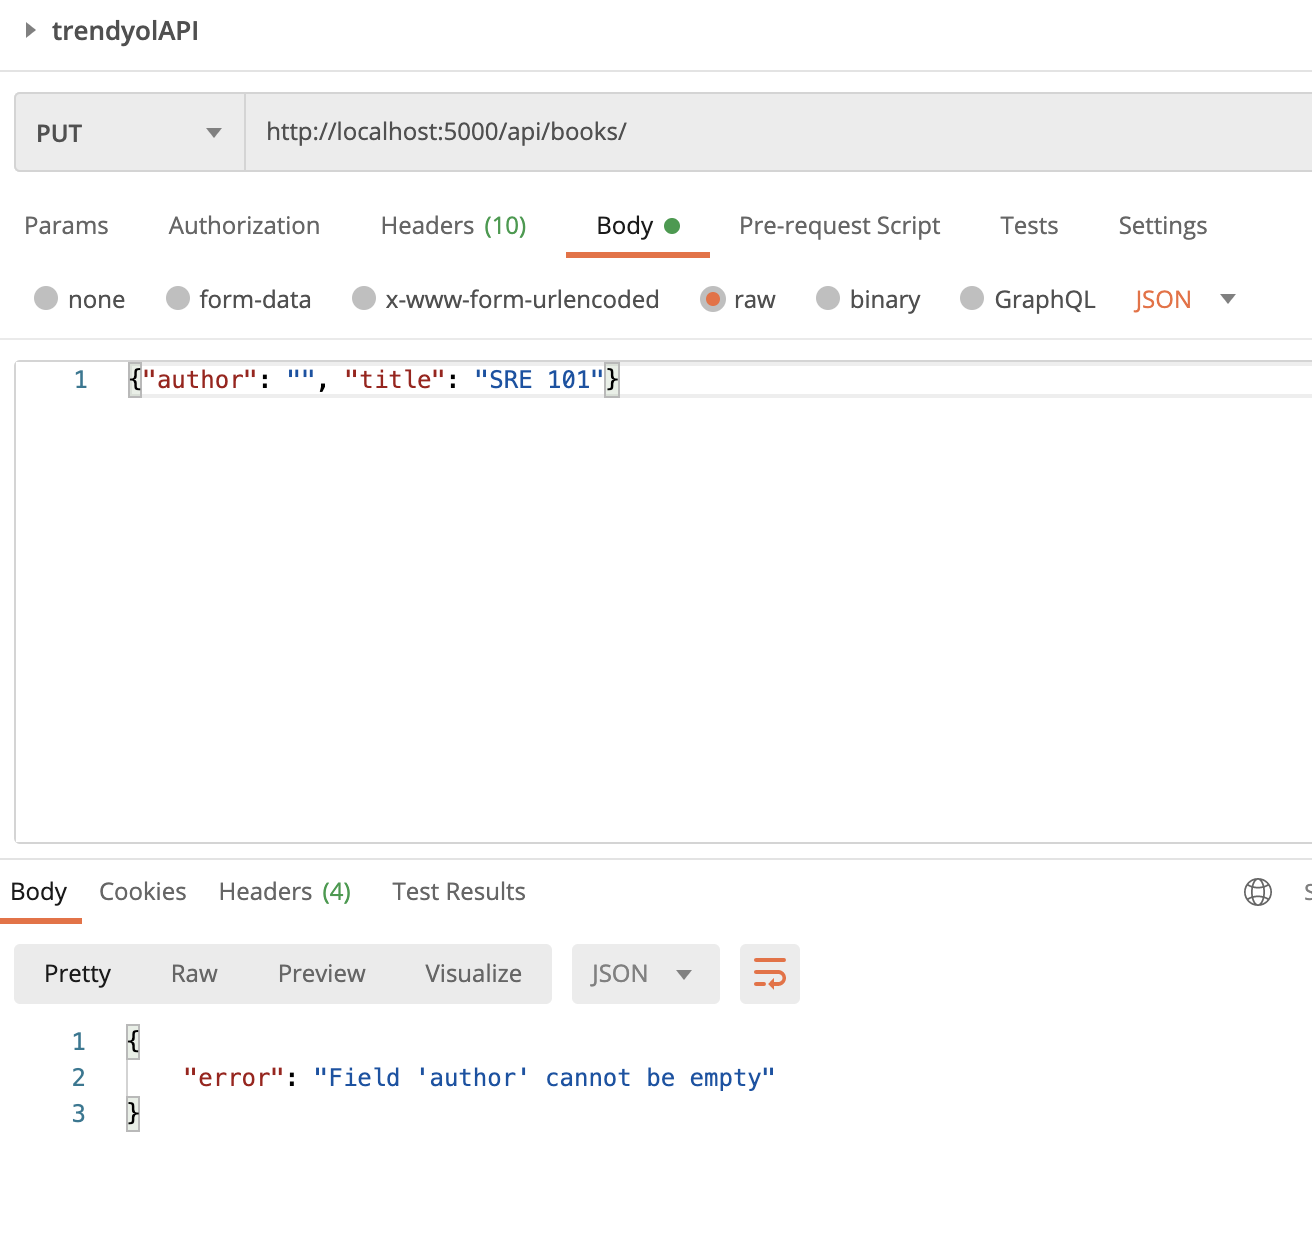 trendyolAPI
PUT http://localhost:5000/api/books/
Params Authorization Headers (10) Body Pre-request Script Tests Settings
none form-data x-www-form-urlencoded raw binary GraphQL JSON
1 {"author": "", "title": "SRE 101"}
Body Cookies Headers (4) Test Results
Pretty Raw Preview Visualize JSON
1 {
2 "error": "Field 'author' cannot be empty"
3 }